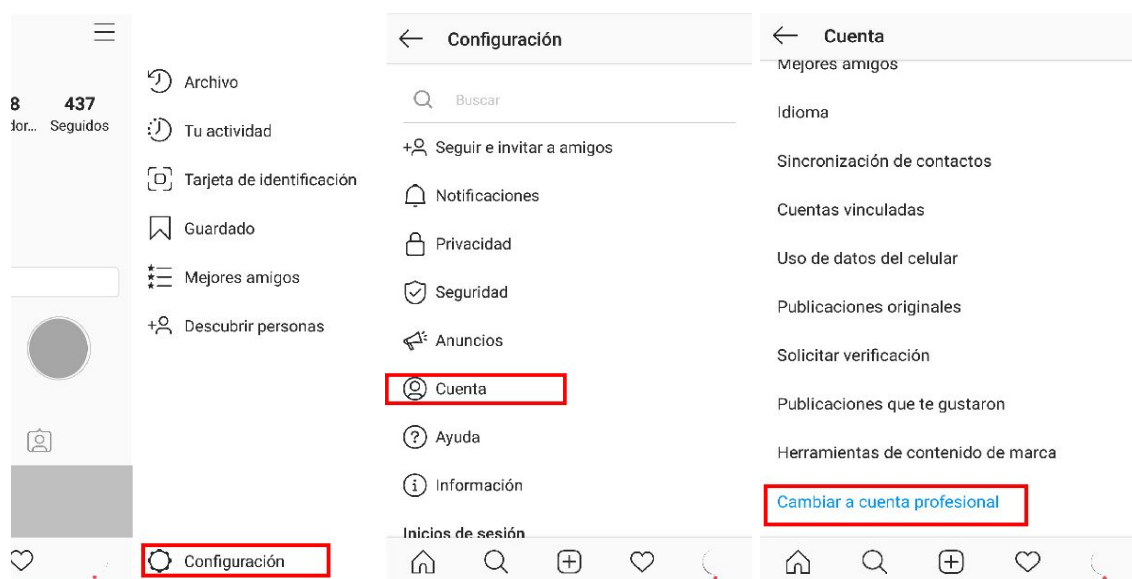 8 437
dor... Seguidos
Archivo
Tu actividad
Tarjeta de identificación
Guardado
Mejores amigos
Descubrir personas
Configuración
Configuración
Buscar
Seguir e invitar a amigos
Notificaciones
Privacidad
Seguridad
Anuncios
Cuenta
Ayuda
Información
Inicios de sesión
Cuenta
Mejores amigos
Idioma
Sincronización de contactos
Cuentas vinculadas
Uso de datos del celular
Publicaciones originales
Solicitar verificación
Publicaciones que te gustaron
Herramientas de contenido de marca
Cambiar a cuenta profesional